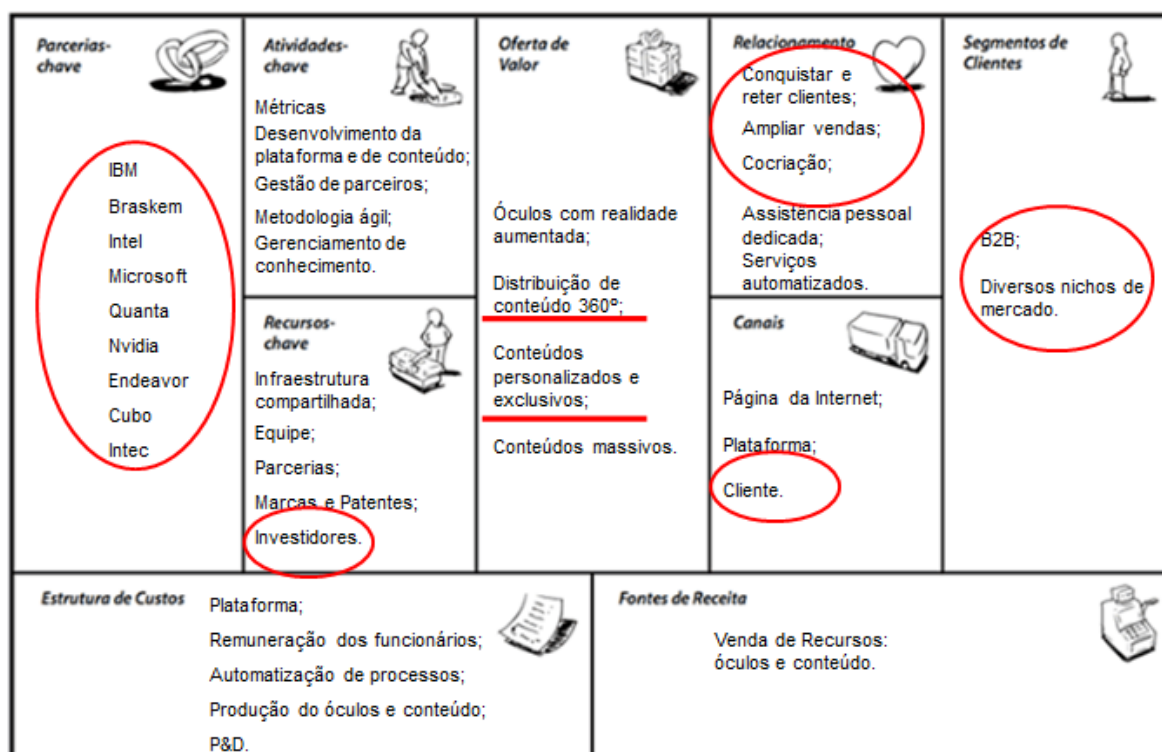 Parcerias-
chave
IBM
Braskem
Intel
Microsoft
Quanta
Nvidia
Endeavor
Cubo
Intec
Atividades-
chave
Métricas
Desenvolvimento da
plataforma e de conteúdo;
Gestão de parceiros;
Metodologia ágil;
Gerenciamento de
conhecimento.
Recursos-
chave
Infraestrutura
compartilhada;
Equipe;
Parcerias;
Marcas e Patentes;
Investidores.
Oferta de
Valor
Óculos com realidade
aumentada;
Distribuição de
conteúdo 360º;
Conteúdos
personalizados e
exclusivos;
Conteúdos massivos.
Relacionamento
Conquistar e
reter clientes;
Ampliar vendas;
Cocriação;
Assistência pessoal
dedicada;
Serviços
automatizados.
Canais
Página da Internet;
Plataforma;
Cliente.
Segmentos de
Clientes
B2B;
Diversos nichos de
mercado.
Estrutura de Custos
Plataforma;
Remuneração dos funcionários;
Automatização de processos;
Produção do óculos e conteúdo;
P&D.
Fontes de Receita
Venda de Recursos:
óculos e conteúdo.